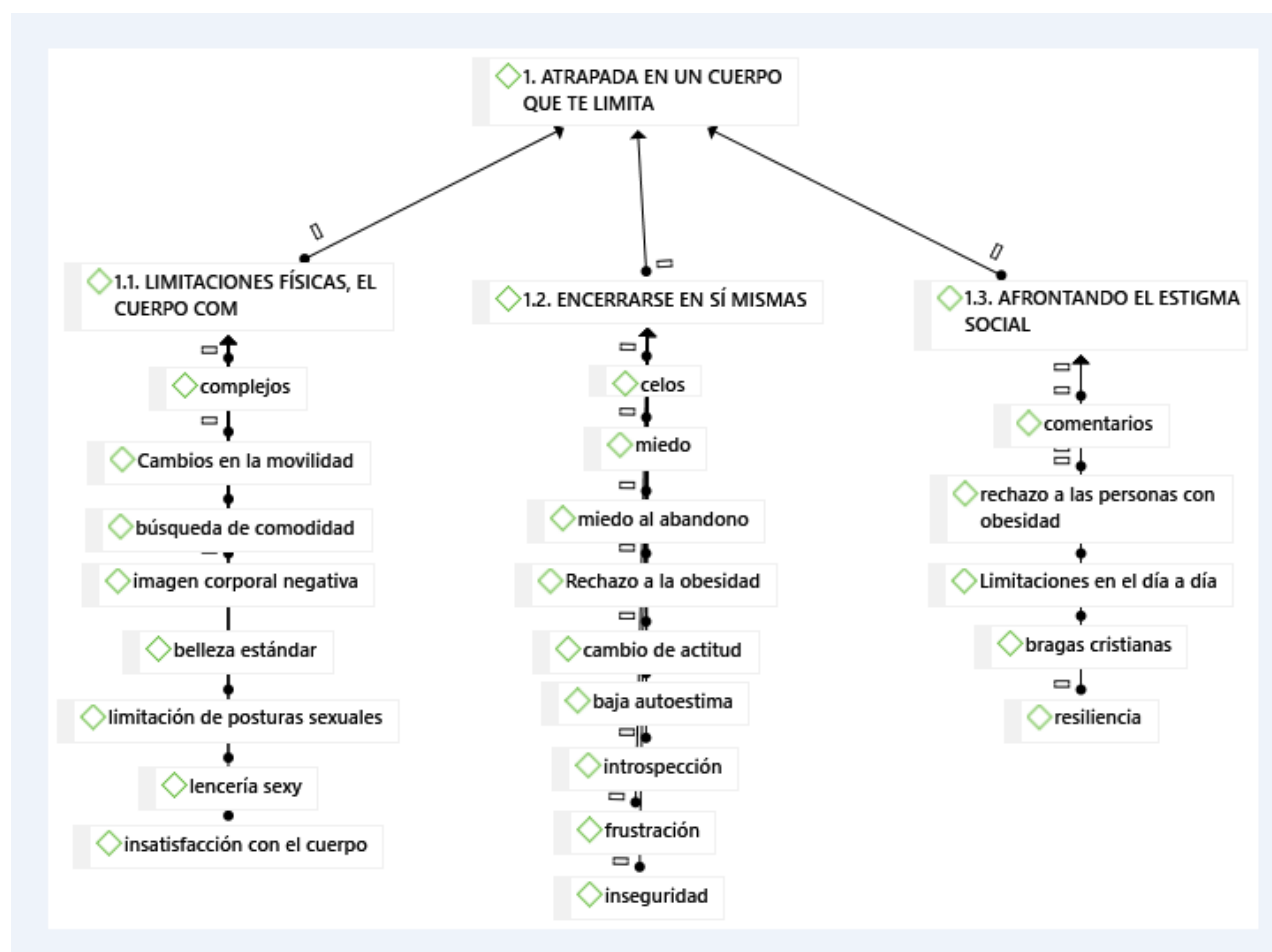 1. ATRAPADA EN UN CUERPO
QUE TE LIMITA
1.1. LIMITACIONES FÍSICAS, EL
CUERPO COM
complejos
Cambios en la movilidad
búsqueda de comodidad
imagen corporal negativa
belleza estándar
limitación de posturas sexuales
lencería sexy
insatisfacción con el cuerpo
1.2. ENCERRARSE EN SÍ MISMAS
celos
miedo
miedo al abandono
Rechazo a la obesidad
cambio de actitud
baja autoestima
introspección
frustración
inseguridad
1.3. AFRONTANDO EL ESTIGMA
SOCIAL
comentarios
rechazo a las personas con
obesidad
Limitaciones en el día a día
bragas cristianas
resiliencia